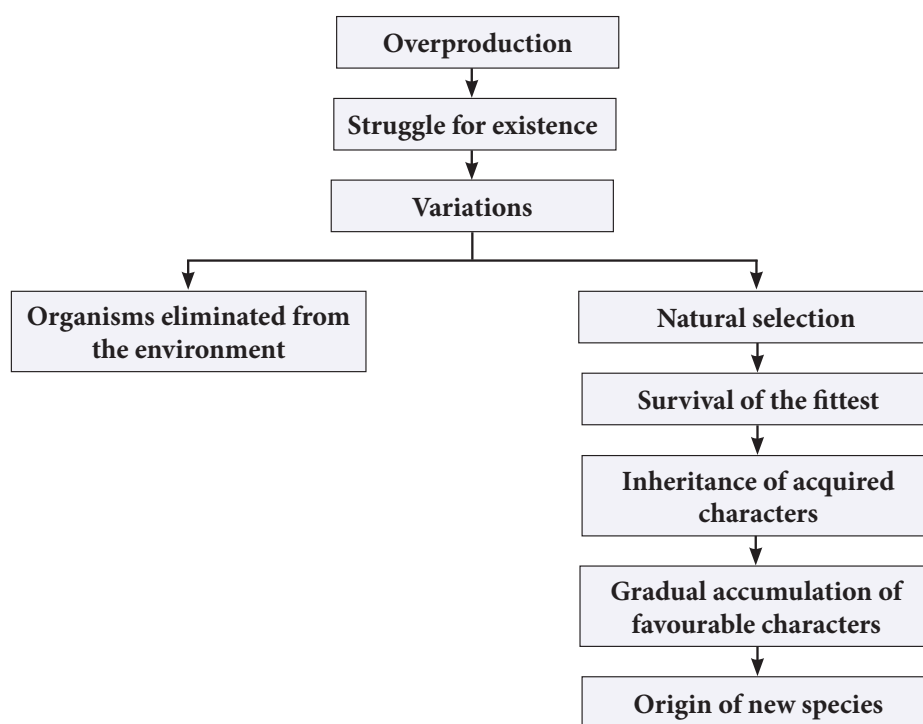 Overproduction
Struggle for existence
Variations
Organisms eliminated from
the environment
Natural selection
Survival of the fittest
Inheritance of acquired
characters
Gradual accumulation of
favourable characters
Origin of new species